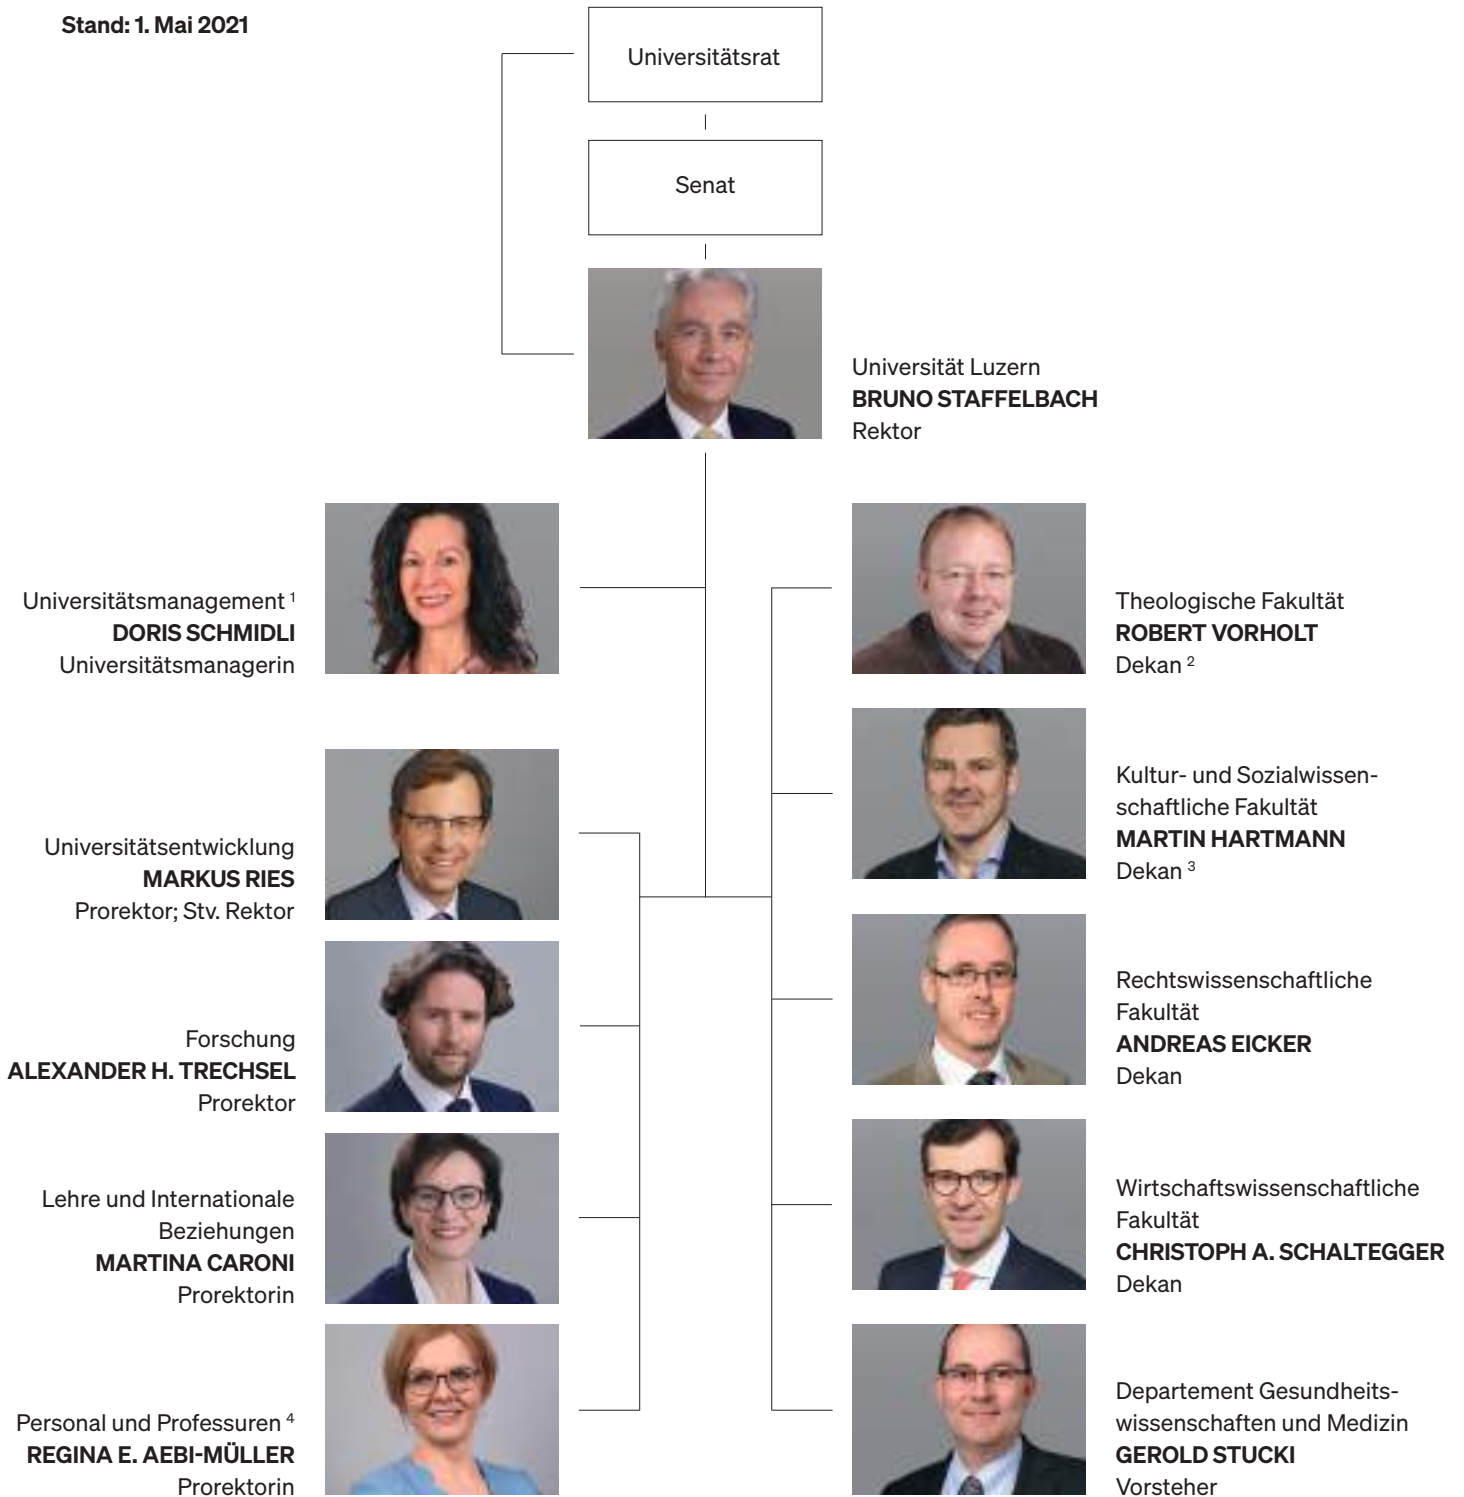 Stand: 1. Mai 2021
Universitätsrat
Senat
Universität Luzern
BRUNO STAFFELBACH
Rektor
Universitätsmanagement ¹
DORIS SCHMIDLI
Universitätsmanagerin
Universitätsentwicklung
MARKUS RIES
Prorektor; Stv. Rektor
Forschung
ALEXANDER H. TRECHSEL
Prorektor
Lehre und Internationale
Beziehungen
MARTINA CARONI
Prorektorin
Personal und Professuren ⁴
REGINA E. AEBI-MÜLLER
Prorektorin
Theologische Fakultät
ROBERT VORHOLT
Dekan ²
Kultur- und Sozialwissen-
schaftliche Fakultät
MARTIN HARTMANN
Dekan ³
Rechtswissenschaftliche
Fakultät
ANDREAS EICKER
Dekan
Wirtschaftswissenschaftliche
Fakultät
CHRISTOPH A. SCHALTEGGER
Dekan
Departement Gesundheits-
wissenschaften und Medizin
GEROLD STUCKI
Vorsteher